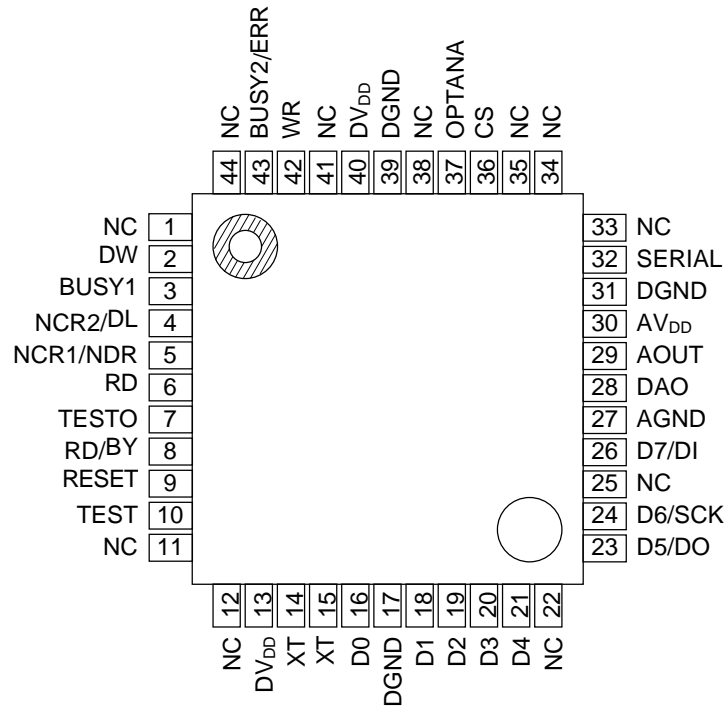 NC
BUSY2/ERR
WR
NC
DVDD
DGND
NC
OPTANA
CS
NC
NC
44
43
42
41
40
39
38
37
36
35
34
NC 1
DW 2
BUSY1 3
NCR2/DL 4
NCR1/NDR 5
RD 6
TESTO 7
RD/BY 8
RESET 9
TEST 10
NC 11
33 NC
32 SERIAL
31 DGND
30 AVDD
29 AOUT
28 DAO
27 AGND
26 D7/DI
25 NC
24 D6/SCK
23 D5/DO
12
13
14
15
16
17
18
19
20
21
22
NC
DVDD
XT
XT
D0
DGND
D1
D2
D3
D4
NC